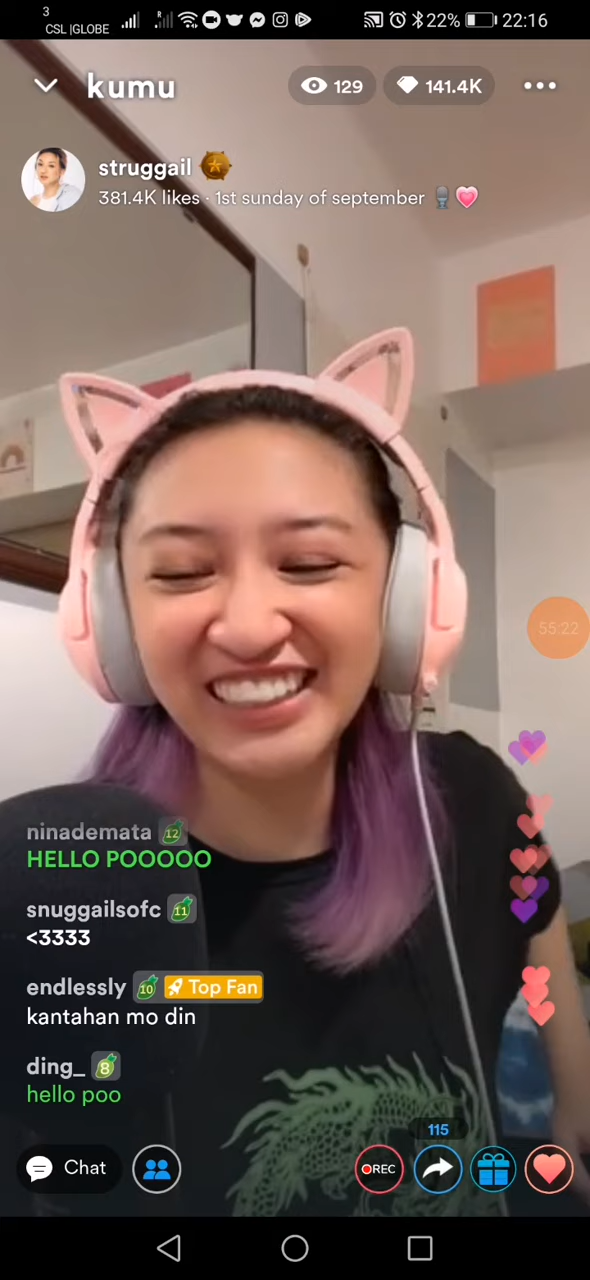 3
CSL |GLOBE
R
22%
22:16
kumu
129
141.4K
struggail
381.4K likes · 1st sunday of september 🎙️💗
55:22
ninademata 12
HELLO POOOOO
snuggailsofc 11
<3333
endlessly 10 Top Fan
kantahan mo din
ding_ 8
hello poo
115
Chat
REC